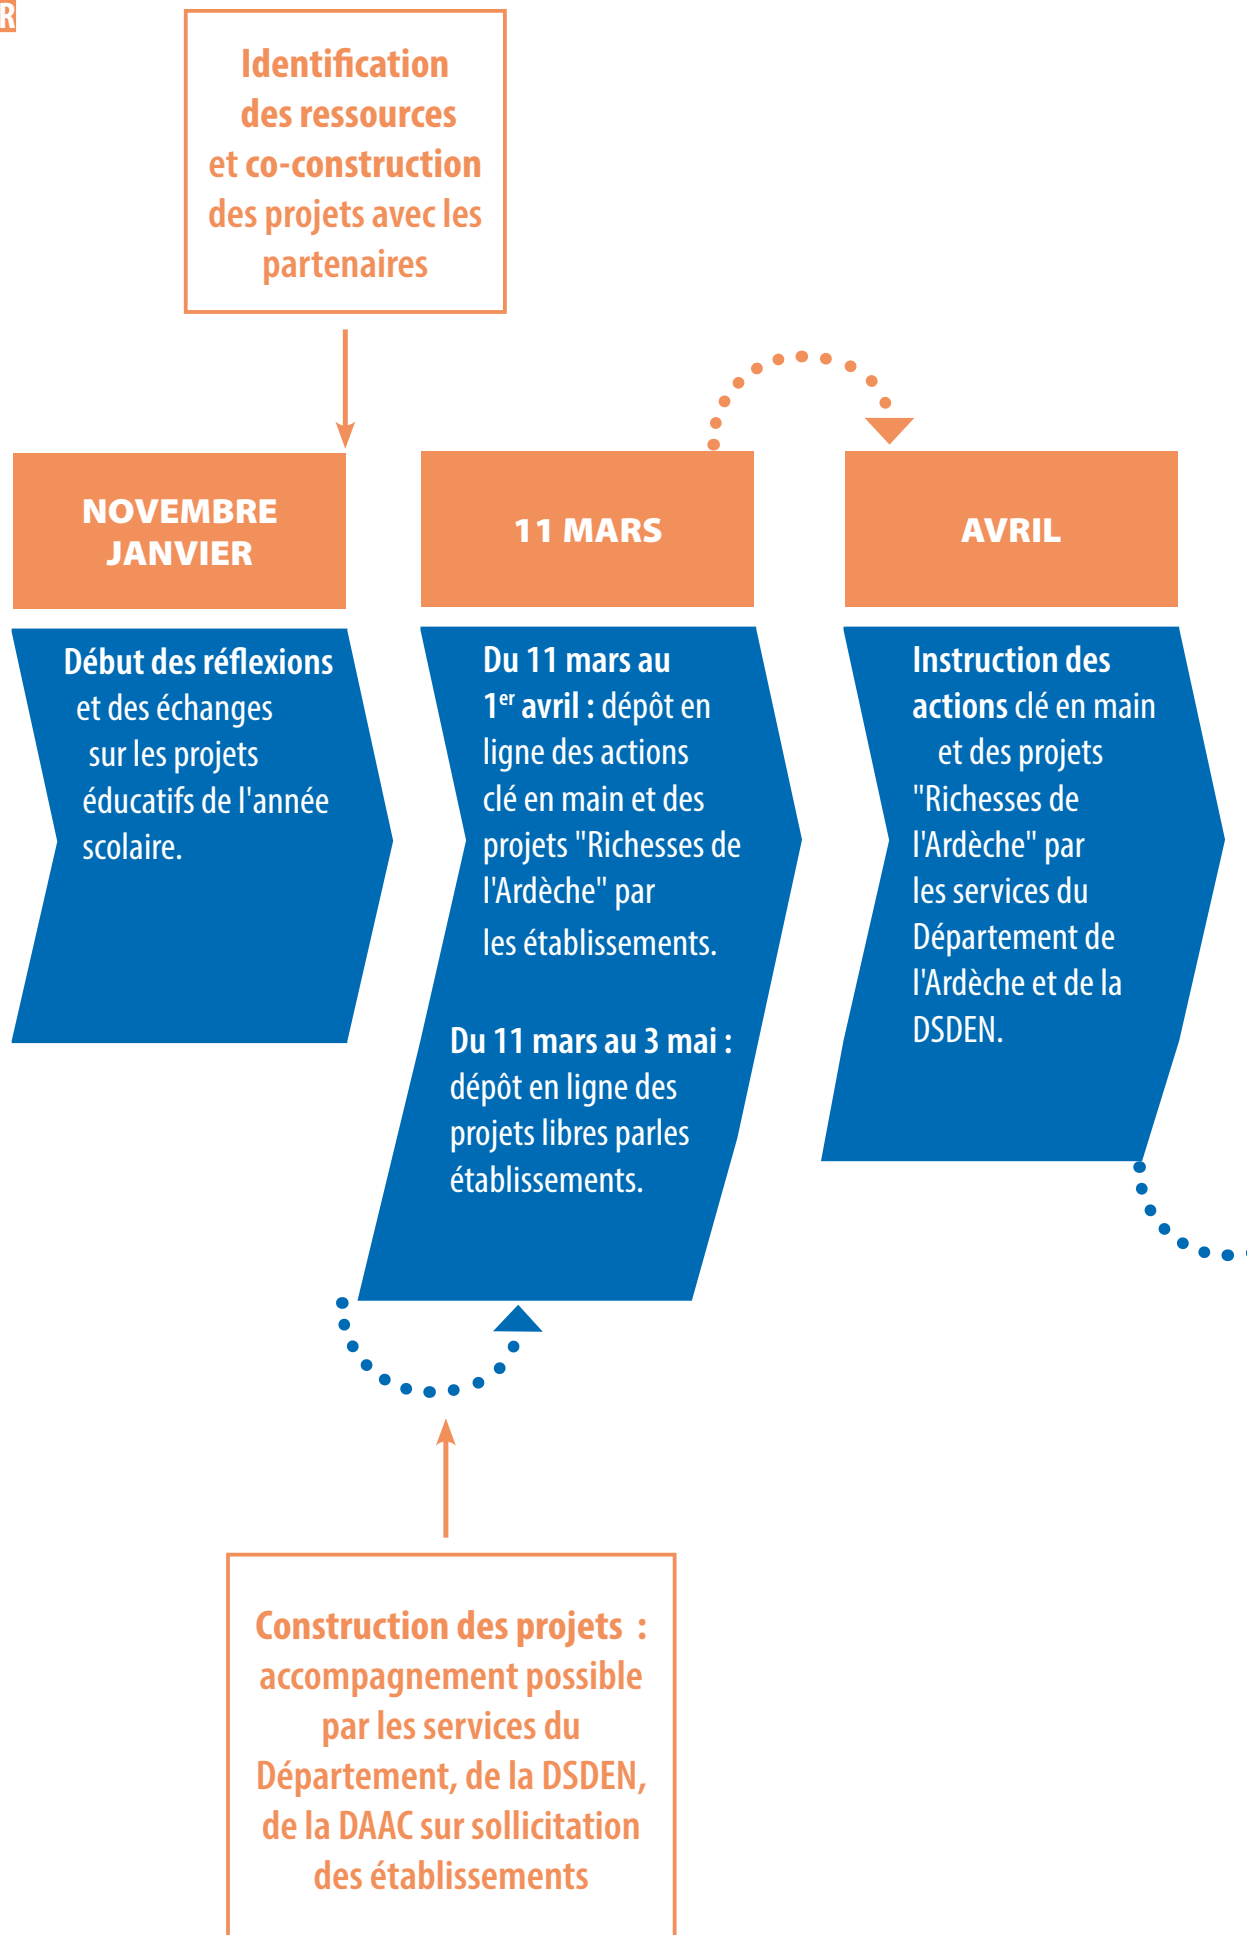 R
Identification
des ressources
et co-construction
des projets avec les
partenaires
NOVEMBRE
JANVIER
Début des réflexions
et des échanges
sur les projets
éducatifs de l'année
scolaire.
11 MARS
Du 11 mars au
1er avril : dépôt en
ligne des actions
clé en main et des
projets "Richesses de
l'Ardèche" par
les établissements.
Du 11 mars au 3 mai :
dépôt en ligne des
projets libres parles
établissements.
AVRIL
Instruction des
actions clé en main
et des projets
"Richesses de
l'Ardèche" par
les services du
Département de
l'Ardèche et de la
DSDEN.
Construction des projets :
accompagnement possible
par les services du
Département, de la DSDEN,
de la DAAC sur sollicitation
des établissements